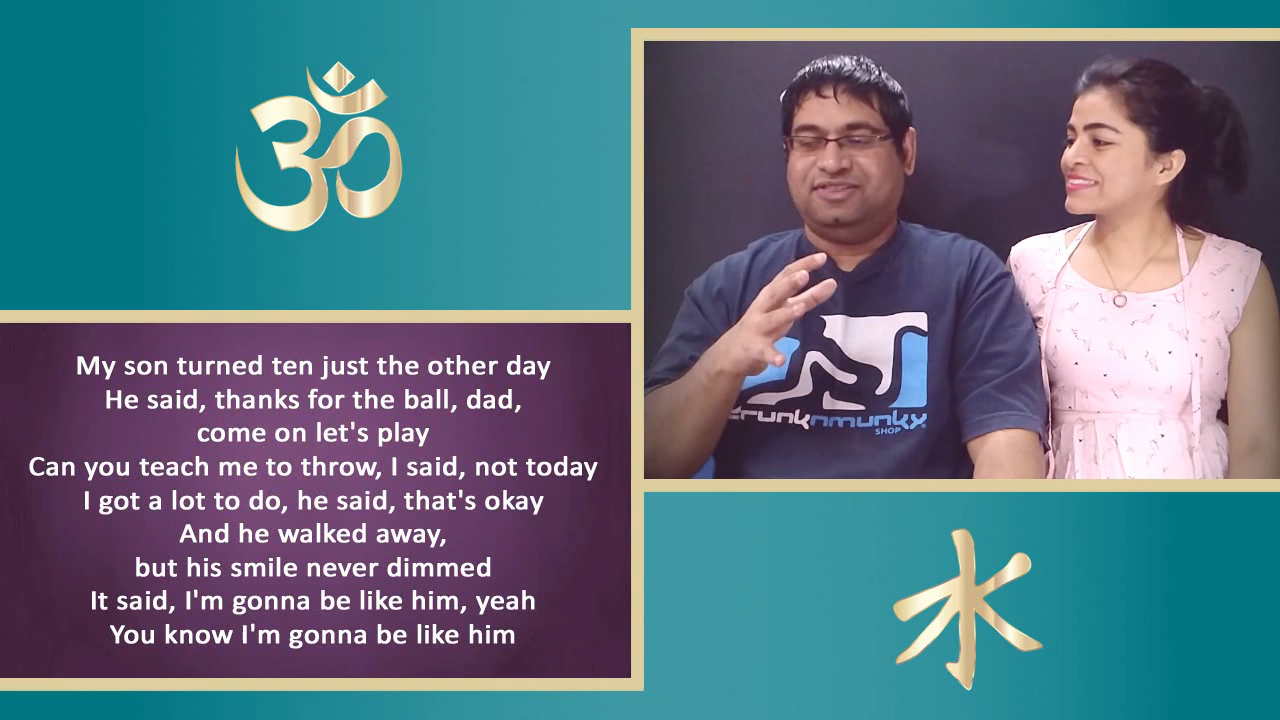 ॐ
My son turned ten just the other day
He said, thanks for the ball, dad,
come on let's play
Can you teach me to throw, I said, not today
I got a lot to do, he said, that's okay
And he walked away,
but his smile never dimmed
It said, I'm gonna be like him, yeah
You know I'm gonna be like him
drunknmunky
SHOP
水